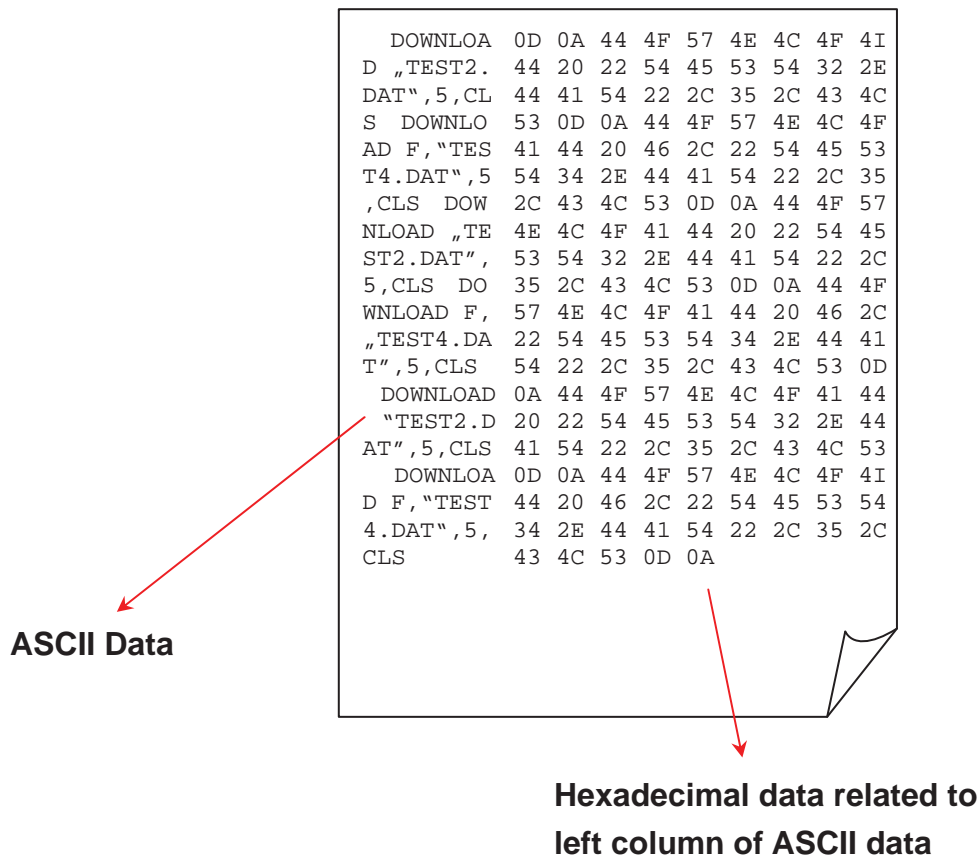 DOWNLOA 0D 0A 44 4F 57 4E 4C 4F 4I
D „TEST2. 44 20 22 54 45 53 54 32 2E
DAT‟,5,CL 44 41 54 22 2C 35 2C 43 4C
S DOWNLO 53 0D 0A 44 4F 57 4E 4C 4F
AD F,“TES 41 44 20 46 2C 22 54 45 53
T4.DAT‟,5 54 34 2E 44 41 54 22 2C 35
,CLS DOW 2C 43 4C 53 0D 0A 44 4F 57
NLOAD „TE 4E 4C 4F 41 44 20 22 54 45
ST2.DAT”, 53 54 32 2E 44 41 54 22 2C
5,CLS DO 35 2C 43 4C 53 0D 0A 44 4F
WNLOAD F, 57 4E 4C 4F 41 44 20 46 2C
„TEST4.DA 22 54 45 53 54 34 2E 44 41
T”,5,CLS 54 22 2C 35 2C 43 4C 53 0D
DOWNLOAD 0A 44 4F 57 4E 4C 4F 41 44
“TEST2.D 20 22 54 45 53 54 32 2E 44
AT”,5,CLS 41 54 22 2C 35 2C 43 4C 53
DOWNLOA 0D 0A 44 4F 57 4E 4C 4F 4I
D F,“TEST 44 20 46 2C 22 54 45 53 54
4.DAT‟,5, 34 2E 44 41 54 22 2C 35 2C
CLS 43 4C 53 0D 0A
ASCII Data
Hexadecimal data related to
left column of ASCII data